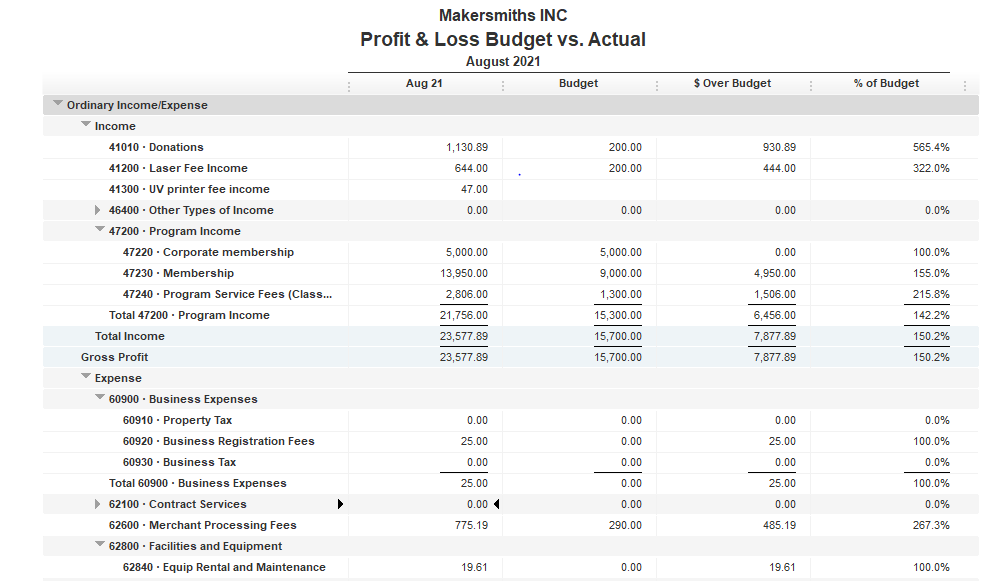 Makersmiths INC
Profit & Loss Budget vs. Actual
August 2021
Aug 21 Budget $ Over Budget % of Budget
Ordinary Income/Expense
Income
41010 · Donations 1,130.89 200.00 930.89 565.4%
41200 · Laser Fee Income 644.00 200.00 444.00 322.0%
41300 · UV printer fee income 47.00
46400 · Other Types of Income 0.00 0.00 0.00 0.0%
47200 · Program Income
47220 · Corporate membership 5,000.00 5,000.00 0.00 100.0%
47230 · Membership 13,950.00 9,000.00 4,950.00 155.0%
47240 · Program Service Fees (Class... 2,806.00 1,300.00 1,506.00 215.8%
Total 47200 · Program Income 21,756.00 15,300.00 6,456.00 142.2%
Total Income 23,577.89 15,700.00 7,877.89 150.2%
Gross Profit 23,577.89 15,700.00 7,877.89 150.2%
Expense
60900 · Business Expenses
60910 · Property Tax 0.00 0.00 0.00 0.0%
60920 · Business Registration Fees 25.00 0.00 25.00 100.0%
60930 · Business Tax 0.00 0.00 0.00 0.0%
Total 60900 · Business Expenses 25.00 0.00 25.00 100.0%
62100 · Contract Services 0.00 0.00 0.00 0.0%
62600 · Merchant Processing Fees 775.19 290.00 485.19 267.3%
62800 · Facilities and Equipment
62840 · Equip Rental and Maintenance 19.61 0.00 19.61 100.0%